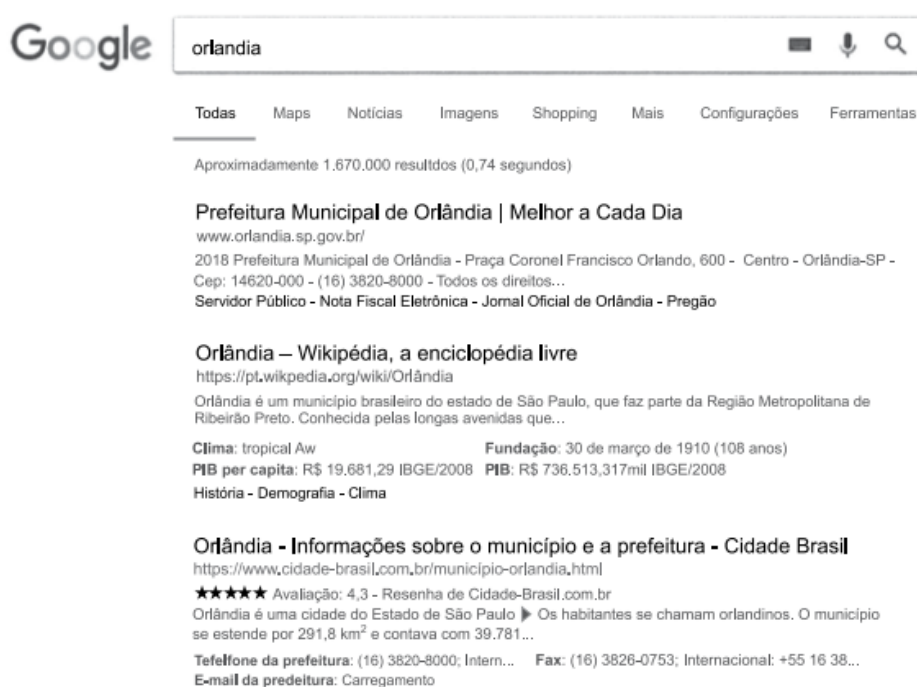 Google
orlandia
Todas Maps Notícias Imagens Shopping Mais Configurações Ferramentas
Aproximadamente 1.670.000 resultdos (0,74 segundos)
Prefeitura Municipal de Orlândia | Melhor a Cada Dia
www.orlandia.sp.gov.br/
2018 Prefeitura Municipal de Orlândia - Praça Coronel Francisco Orlando, 600 - Centro - Orlândia-SP -
Cep: 14620-000 - (16) 3820-8000 - Todos os direitos...
Servidor Público - Nota Fiscal Eletrônica - Jornal Oficial de Orlândia - Pregão
Orlândia – Wikipédia, a enciclopédia livre
https://pt.wikpedia.org/wiki/Orlândia
Orlândia é um município brasileiro do estado de São Paulo, que faz parte da Região Metropolitana de
Ribeirão Preto. Conhecida pelas longas avenidas que...
Clima: tropical Aw Fundação: 30 de março de 1910 (108 anos)
PIB per capita: R$ 19.681,29 IBGE/2008 PIB: R$ 736.513,317mil IBGE/2008
História - Demografia - Clima
Orlândia - Informações sobre o município e a prefeitura - Cidade Brasil
https://www.cidade-brasil.com.br/município-orlandia.html
★★★★★ Avaliação: 4,3 - Resenha de Cidade-Brasil.com.br
Orlândia é uma cidade do Estado de São Paulo ▶ Os habitantes se chamam orlandinos. O município
se estende por 291,8 km² e contava com 39.781...
Tefelfone da prefeitura: (16) 3820-8000; Intern... Fax: (16) 3826-0753; Internacional: +55 16 38...
E-mail da predeitura: Carregamento